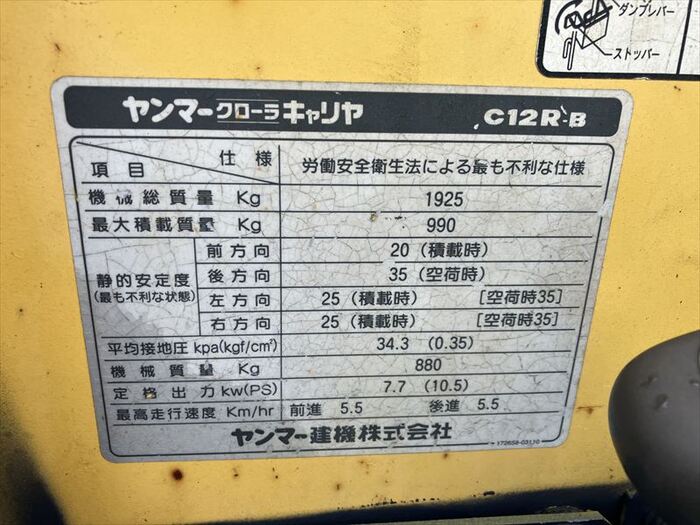 ダンプレバー
ストッパー
ヤンマークローラキャリヤ C12R-B
項目 仕様 労働安全衛生法による最も不利な仕様
機械総質量 Kg 1925
最大積載質量 Kg 990
静的安定度
(最も不利な状態)
前方向 20 (積載時)
後方向 35 (空荷時)
左方向 25 (積載時) [空荷時35]
右方向 25 (積載時) [空荷時35]
平均接地圧 kpa(kgf/cm²) 34.3 (0.35)
機械質量 Kg 880
定格出力 kw(PS) 7.7 (10.5)
最高走行速度 Km/hr 前進 5.5 後進 5.5
ヤンマー建機株式会社